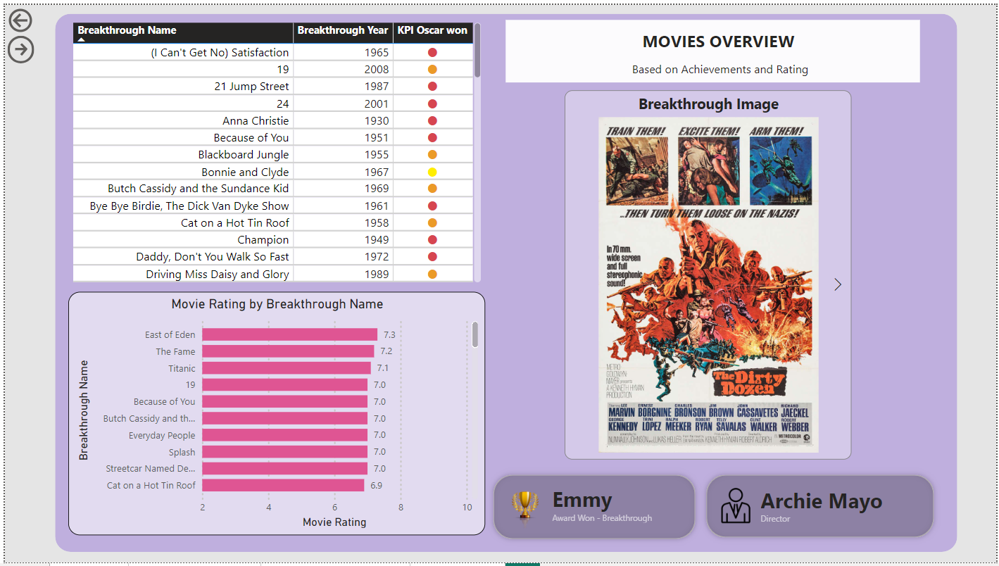 Breakthrough Name Breakthrough Year KPI Oscar won
(I Can't Get No) Satisfaction 1965
19 2008
21 Jump Street 1987
24 2001
Anna Christie 1930
Because of You 1951
Blackboard Jungle 1955
Bonnie and Clyde 1967
Butch Cassidy and the Sundance Kid 1969
Bye Bye Birdie, The Dick Van Dyke Show 1961
Cat on a Hot Tin Roof 1958
Champion 1949
Daddy, Don't You Walk So Fast 1972
Driving Miss Daisy and Glory 1989
Movie Rating by Breakthrough Name
Breakthrough Name
East of Eden 7.3
The Fame 7.2
Titanic 7.1
19 7.0
Because of You 7.0
Butch Cassidy and th... 7.0
Everyday People 7.0
Splash 7.0
Streetcar Named De... 7.0
Cat on a Hot Tin Roof 6.9
2 4 6 8 10
Movie Rating
MOVIES OVERVIEW
Based on Achievements and Rating
Breakthrough Image
TRAIN THEM! EXCITE THEM! ARM THEM!
...THEN TURN THEM LOOSE ON THE NAZIS!
In 70 mm.
wide screen
and full
stereophonic
sound!
METRO
GOLDWYN
MAYER presents
A KENNETH HYMAN
PRODUCTION
The Dirty
Dozen
LEE MARVIN ERNEST BORGNINE CHARLES BRONSON JIM BROWN JOHN CASSAVETES RICHARD JAECKEL
GEORGE KENNEDY TRINI LOPEZ RALPH MEEKER ROBERT RYAN TELLY SAVALAS CLINT WALKER ROBERT WEBBER
NUNNALLY JOHNSON and LUKAS HELLER KENNETH HYMAN ROBERT ALDRICH METROCOLOR
Emmy
Award Won - Breakthrough
Archie Mayo
Director